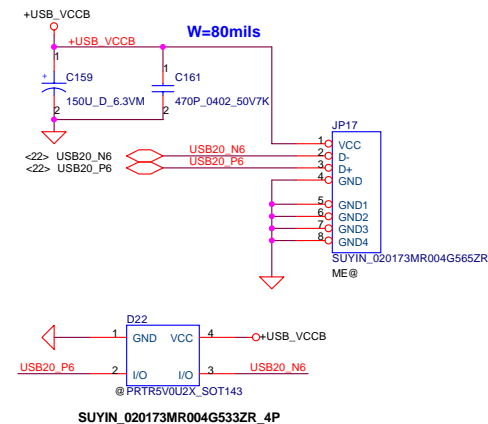 +USB_VCCB
W=80mils
+USB_VCCB
1
C159
150U_D_6.3VM
2
1
C161
470P_0402_50V7K
2
+
<22> USB20_N6
<22> USB20_P6
USB20_N6
USB20_P6
JP17
1 VCC
2 D-
3 D+
4 GND
5 GND1
6 GND2
7 GND3
8 GND4
SUYIN_020173MR004G565ZR
ME@
D22
1 GND VCC 4
+USB_VCCB
USB20_P6 2 I/O I/O 3 USB20_N6
@ PRTR5V0U2X_SOT143
SUYIN_020173MR004G533ZR_4P